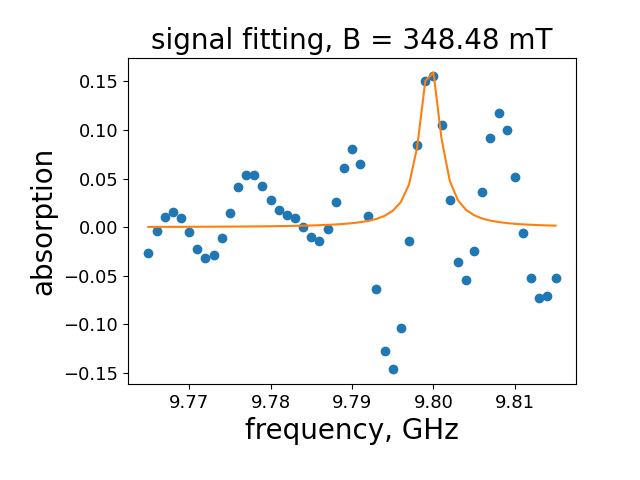 signal fitting, B = 348.48 mT
absorption
0.15
0.10
0.05
0.00
−0.05
−0.10
−0.15
9.77 9.78 9.79 9.80 9.81
frequency, GHz